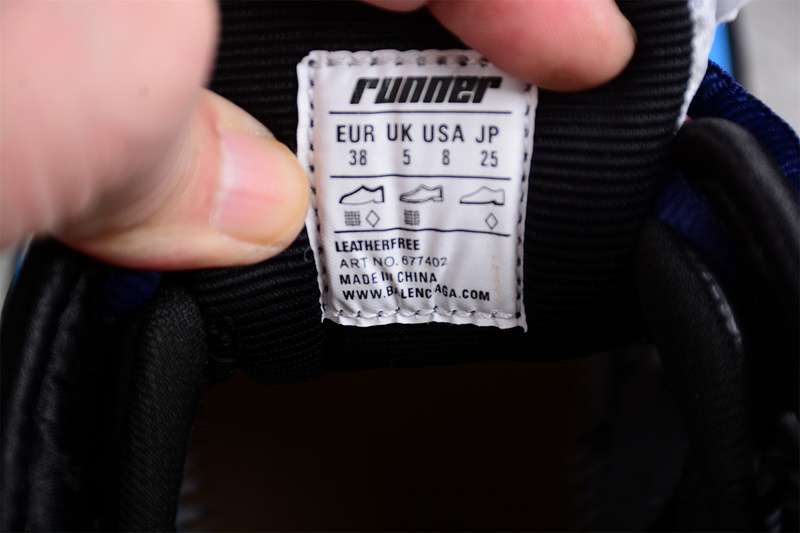 runner
EUR UK USA JP
38 5 8 25
LEATHERFREE
ART NO. 677402
MADE IN CHINA
WWW.BALENCIAGA.COM